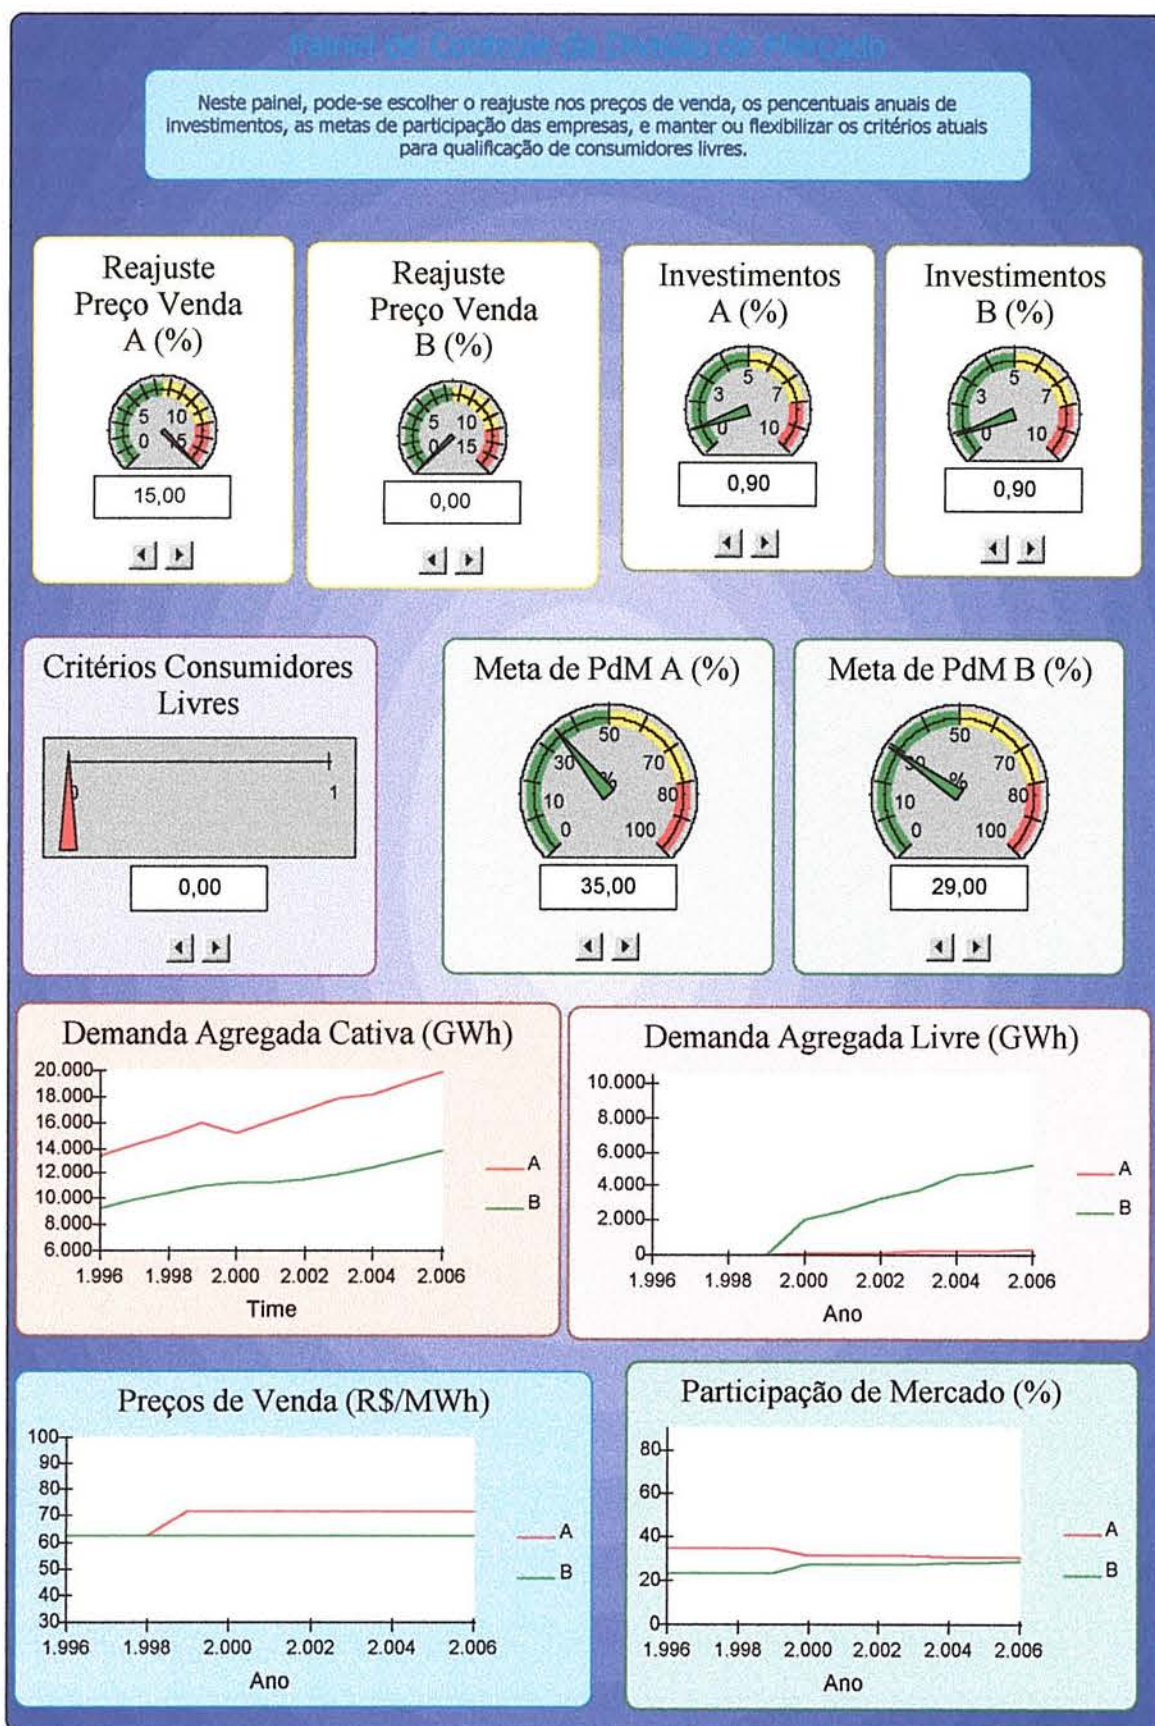 Painel de Controle da Divisão de Mercado
Neste painel, pode-se escolher o reajuste nos preços de venda, os pencentuais anuais de
investimentos, as metas de participação das empresas, e manter ou flexibilizar os critérios atuais
para qualificação de consumidores livres.
Reajuste
Preço Venda
A (%)
0 5 10 15
15,00
Reajuste
Preço Venda
B (%)
0 5 10 15
0,00
Investimentos
A (%)
0 3 5 7 10
0,90
Investimentos
B (%)
0 3 5 7 10
0,90
Critérios Consumidores
Livres
0 1
0,00
Meta de PdM A (%)
0 10 30 50 70 80 100
%
35,00
Meta de PdM B (%)
0 10 30 50 70 80 100
%
29,00
Demanda Agregada Cativa (GWh)
20.000
18.000
16.000
14.000
12.000
10.000
8.000
6.000
1.996 1.998 2.000 2.002 2.004 2.006
Time
A
B
Demanda Agregada Livre (GWh)
10.000
8.000
6.000
4.000
2.000
0
1.996 1.998 2.000 2.002 2.004 2.006
Ano
A
B
Preços de Venda (R$/MWh)
100
90
80
70
60
50
40
30
1.996 1.998 2.000 2.002 2.004 2.006
Ano
A
B
Participação de Mercado (%)
80
60
40
20
0
1.996 1.998 2.000 2.002 2.004 2.006
Ano
A
B